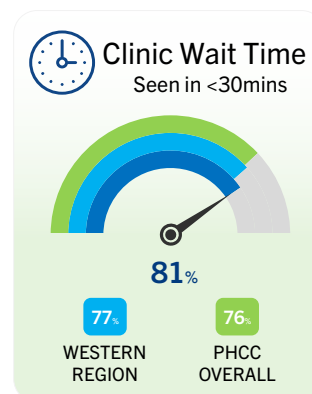 Clinic Wait Time
Seen in <30mins
81%
77%
76%
WESTERN
REGION
PHCC
OVERALL